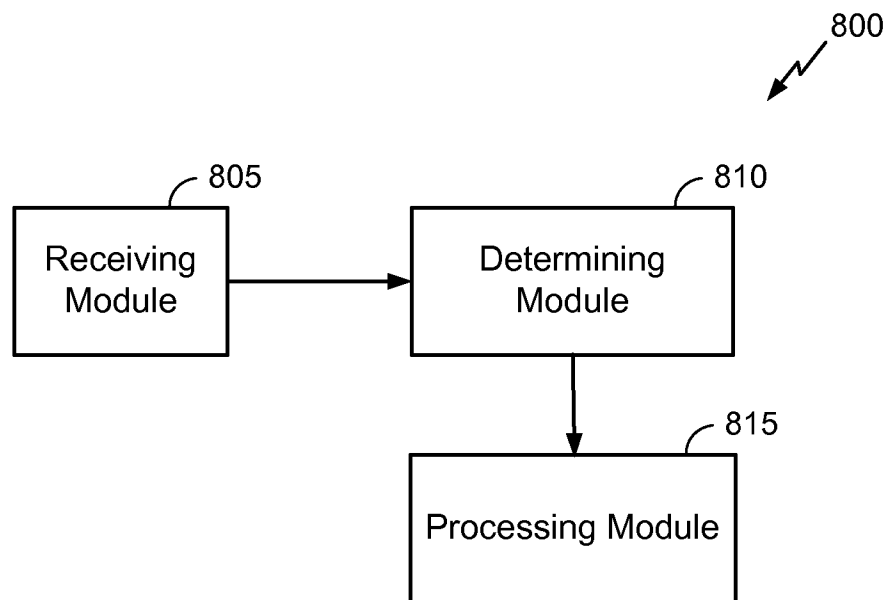 800
805
810
Receiving
Module
Determining
Module
815
Processing Module